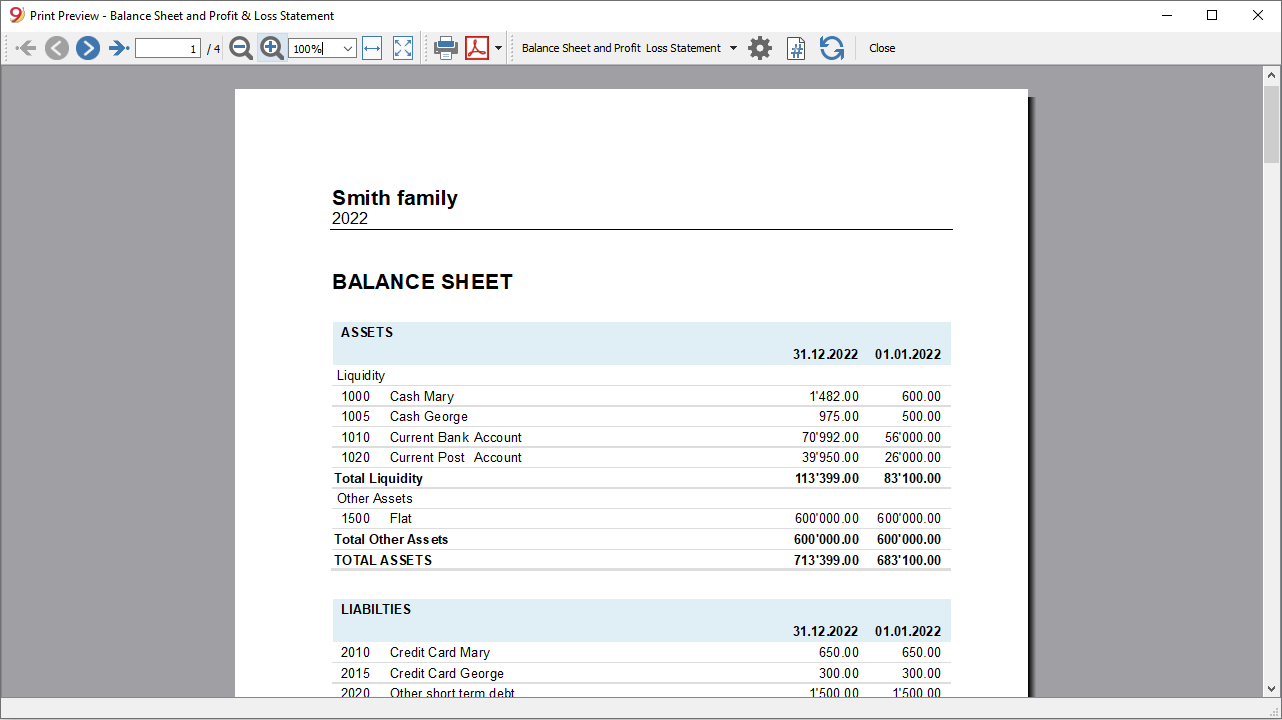 Print Preview - Balance Sheet and Profit & Loss Statement
1 / 4 100% Balance Sheet and Profit Loss Statement Close
Smith family
2022
BALANCE SHEET
ASSETS
31.12.2022 01.01.2022
Liquidity
1000 Cash Mary 1'482.00 600.00
1005 Cash George 975.00 500.00
1010 Current Bank Account 70'992.00 56'000.00
1020 Current Post Account 39'950.00 26'000.00
Total Liquidity 113'399.00 83'100.00
Other Assets
1500 Flat 600'000.00 600'000.00
Total Other Assets 600'000.00 600'000.00
TOTAL ASSETS 713'399.00 683'100.00
LIABILTIES
31.12.2022 01.01.2022
2010 Credit Card Mary 650.00 650.00
2015 Credit Card George 300.00 300.00
2020 Other short term debt 1'500.00 1'500.00